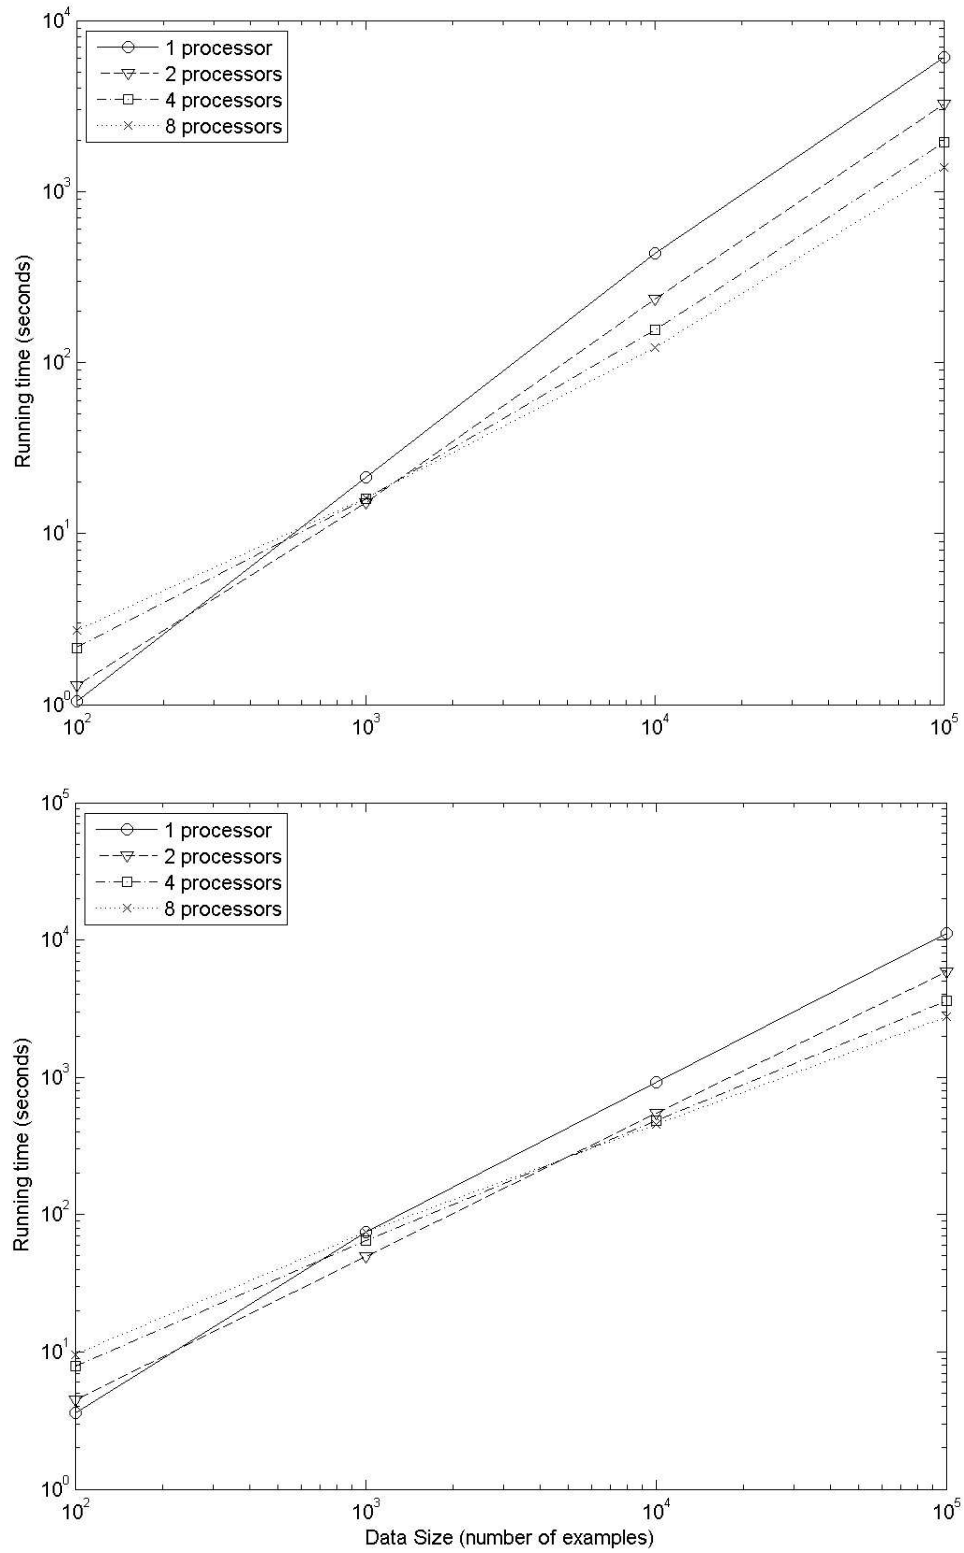 10^4
1 processor
2 processors
4 processors
8 processors
10^3
Running time (seconds)
10^2
10^1
10^0
10^2 10^3 10^4 10^5
10^5
1 processor
2 processors
4 processors
8 processors
10^4
10^3
Running time (seconds)
10^2
10^1
10^0
10^2 10^3 10^4 10^5
Data Size (number of examples)